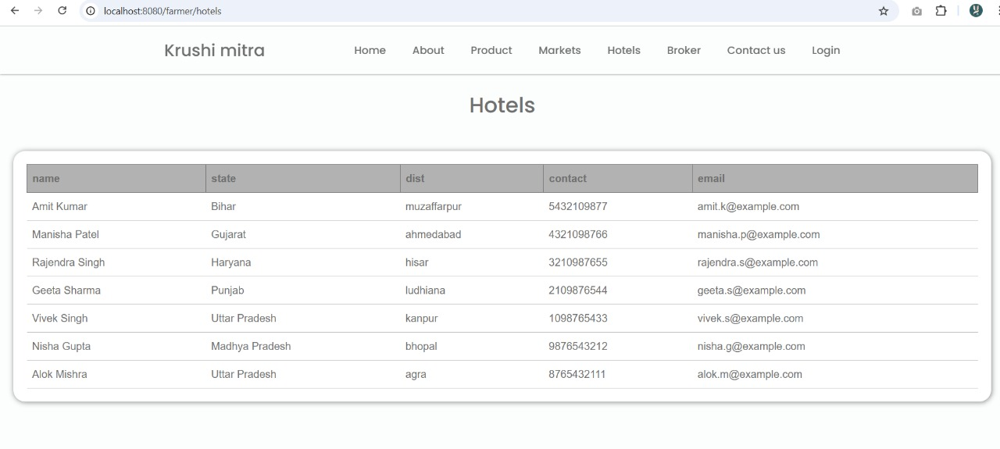 localhost:8080/farmer/hotels
Krushi mitra Home About Product Markets Hotels Broker Contact us Login
Hotels
name state dist contact email
Amit Kumar Bihar muzaffarpur 5432109877 amit.k@example.com
Manisha Patel Gujarat ahmedabad 4321098766 manisha.p@example.com
Rajendra Singh Haryana hisar 3210987655 rajendra.s@example.com
Geeta Sharma Punjab ludhiana 2109876544 geeta.s@example.com
Vivek Singh Uttar Pradesh kanpur 1098765433 vivek.s@example.com
Nisha Gupta Madhya Pradesh bhopal 9876543212 nisha.g@example.com
Alok Mishra Uttar Pradesh agra 8765432111 alok.m@example.com